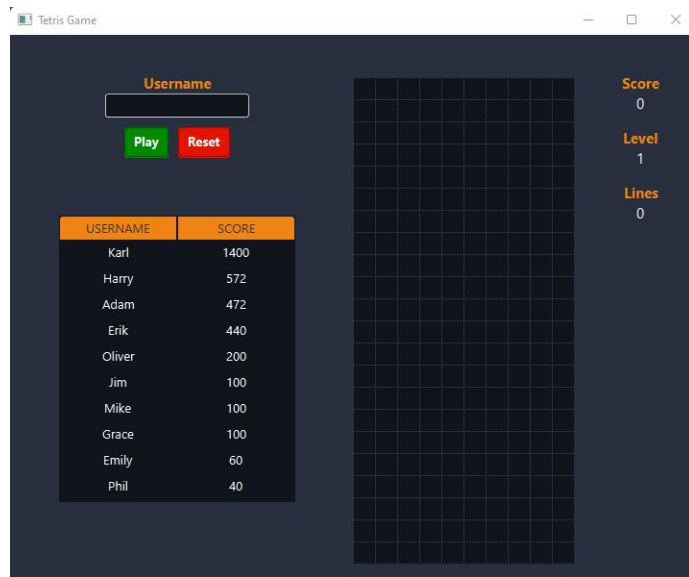 Tetris Game
Username
Play Reset
USERNAME SCORE
Karl 1400
Harry 572
Adam 472
Erik 440
Oliver 200
Jim 100
Mike 100
Grace 100
Emily 60
Phil 40
Score
0
Level
1
Lines
0